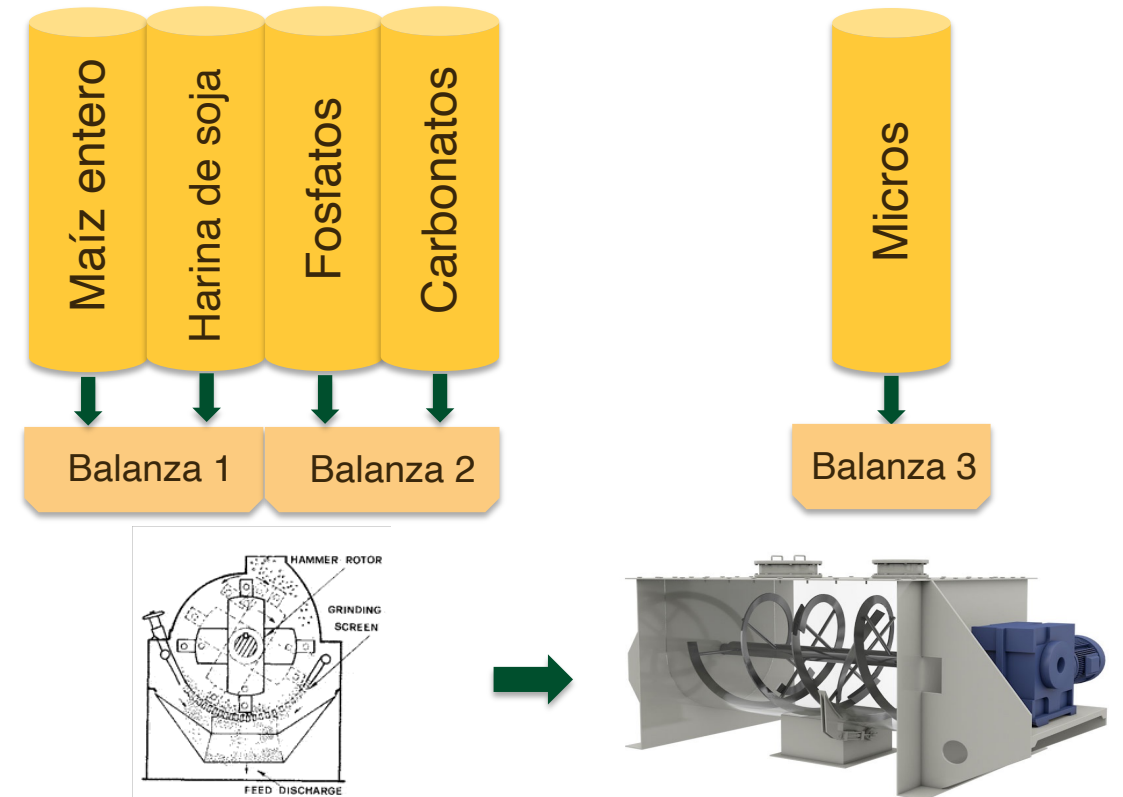 Maíz entero
Harina de soja
Fosfatos
Carbonatos
Micros
Balanza 1
Balanza 2
Balanza 3
HAMMER ROTOR
GRINDING
SCREEN
FEED DISCHARGE